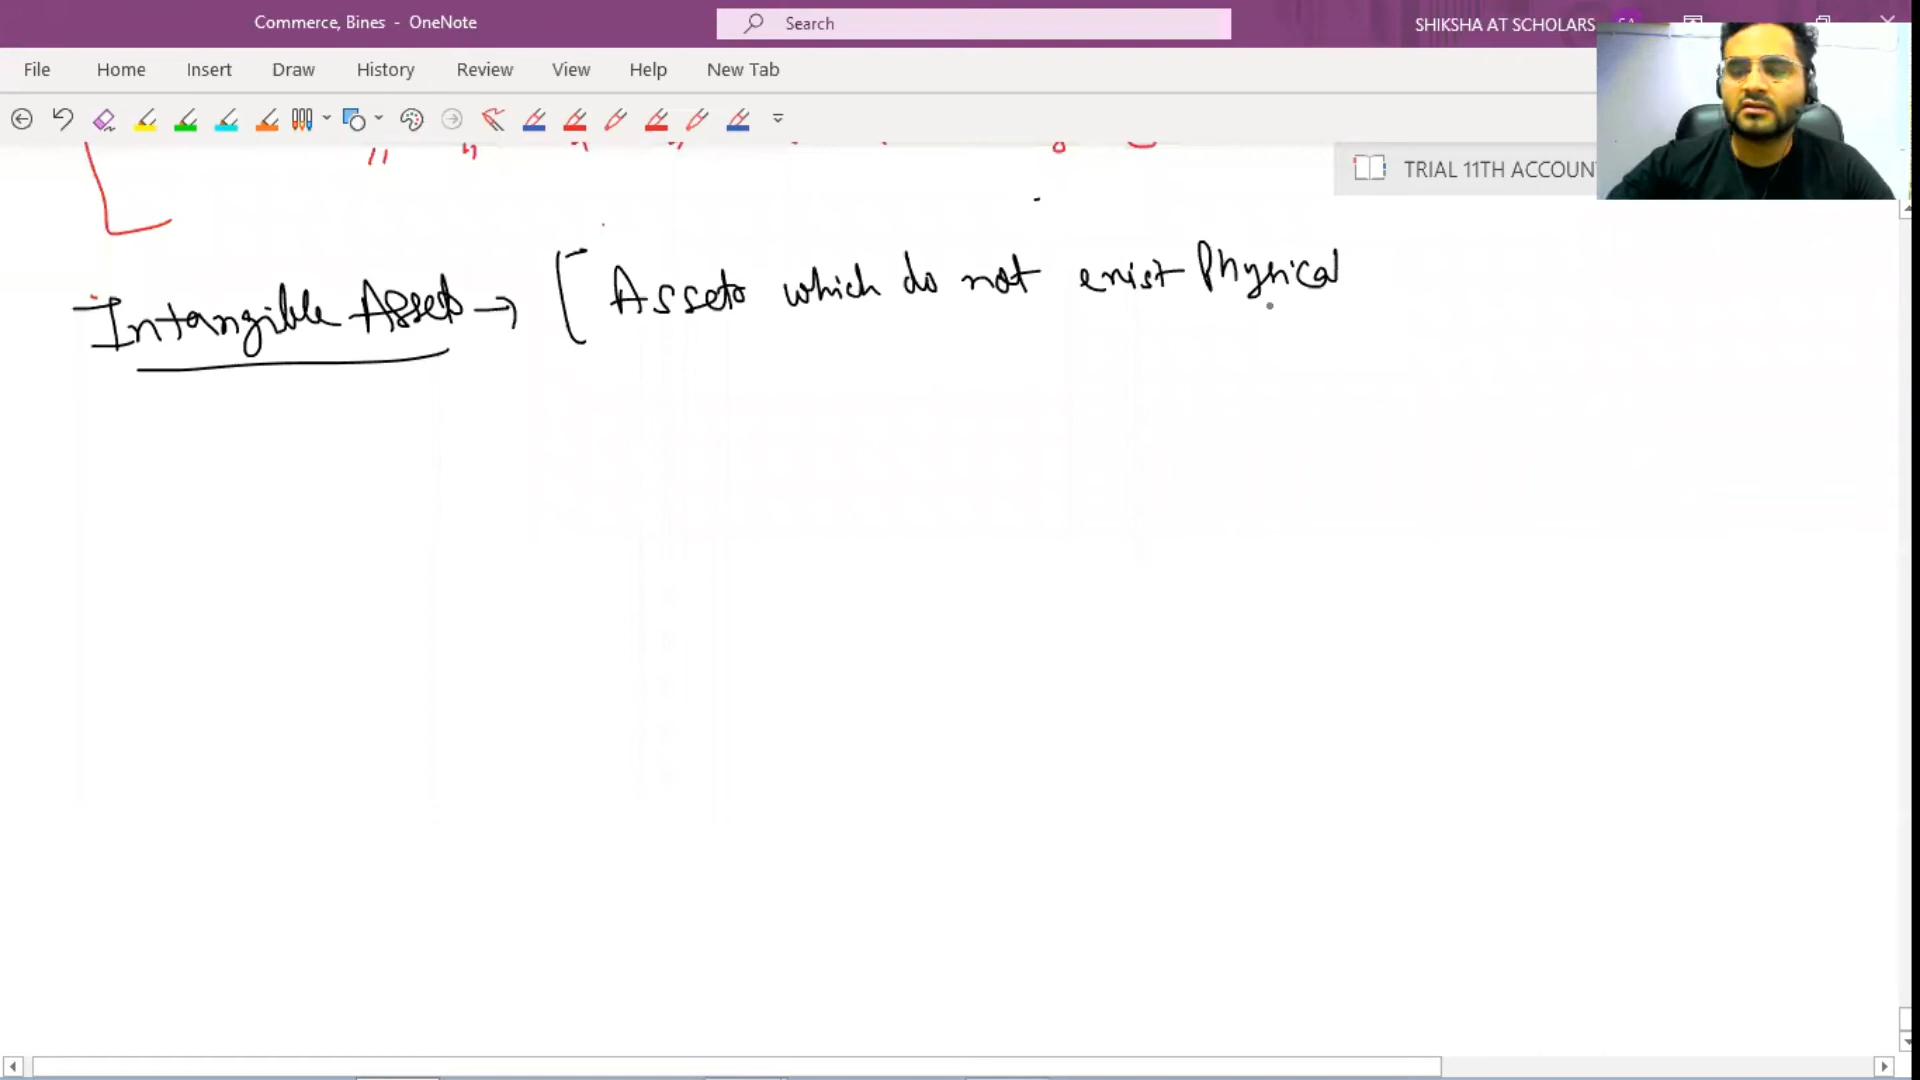 Commerce, Bines - OneNote
Search
SHIKSHA AT SCHOLARS
File Home Insert Draw History Review View Help New Tab
TRIAL 11TH ACCOUN
Intangible Assets → [ Assets which do not exist Physical